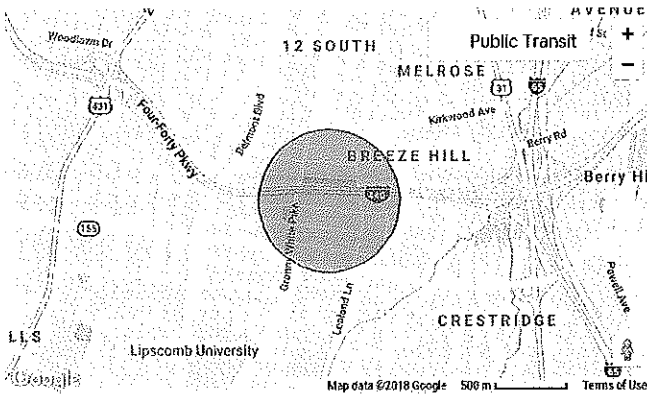 AVENUE
Woodlawn Dr
12 SOUTH
Public Transit
+
MELROSE
31
65
−
431
Four-Forty Pkwy
Belmont Blvd
Kirkwood Ave
Berry Rd
BREEZE HILL
Berry Hi
440
155
Granny White Pike
Lealand Ln
Powell Ave
LLS
Lipscomb University
CRESTRIDGE
65
Google
Map data ©2018 Google
500 m
Terms of Use